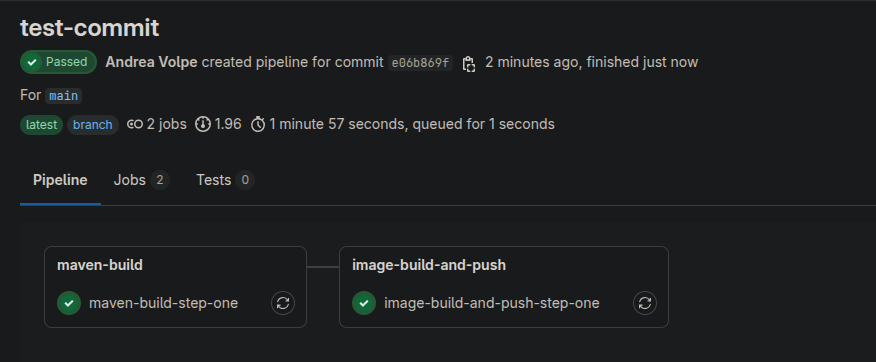 test-commit
Passed Andrea Volpe created pipeline for commit e06b869f 2 minutes ago, finished just now
For main
latest branch 2 jobs 1.96 1 minute 57 seconds, queued for 1 seconds
Pipeline Jobs 2 Tests 0
maven-build image-build-and-push
maven-build-step-one image-build-and-push-step-one